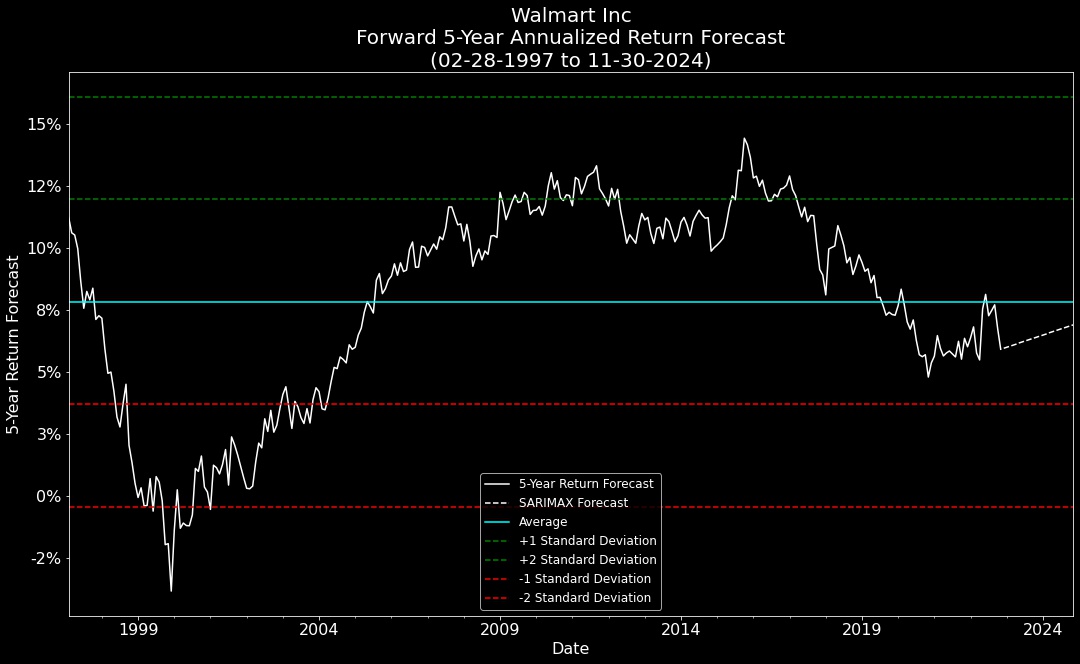 Walmart Inc
Forward 5-Year Annualized Return Forecast
(02-28-1997 to 11-30-2024)
15%
12%
10%
8%
5%
3%
0%
-2%
5-Year Return Forecast
5-Year Return Forecast
SARIMAX Forecast
Average
+1 Standard Deviation
+2 Standard Deviation
-1 Standard Deviation
-2 Standard Deviation
1999
2004
2009
2014
2019
2024
Date